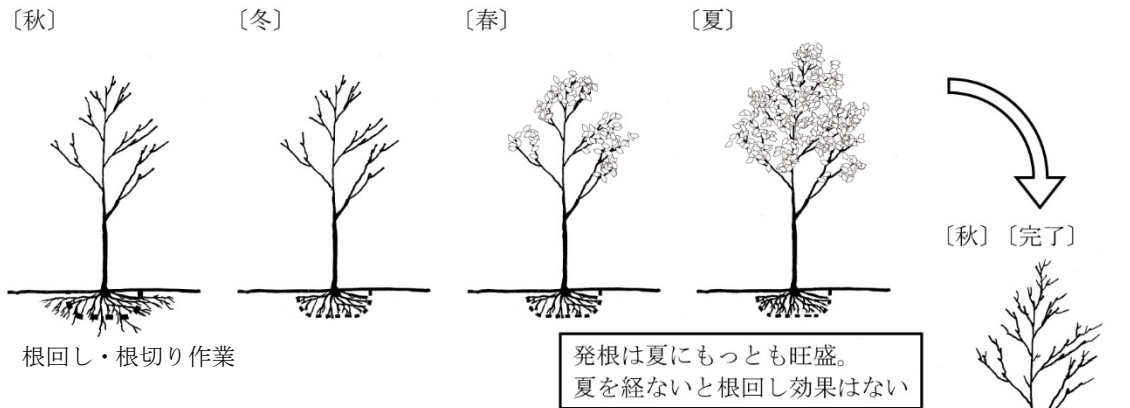 〔秋〕
〔冬〕
〔春〕
〔夏〕
〔秋〕〔完了〕
根回し・根切り作業
発根は夏にもっとも旺盛。
夏を経ないと根回し効果はない